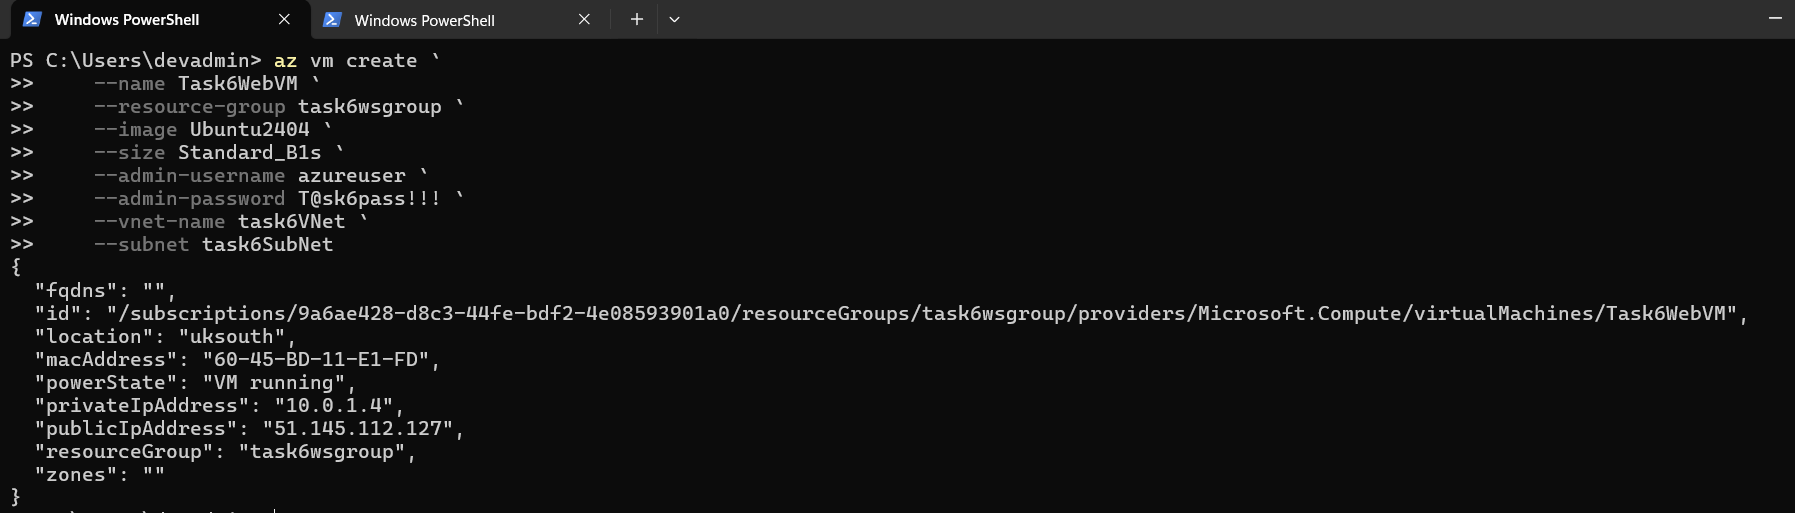 Windows PowerShell
Windows PowerShell
PS C:\Users\devadmin> az vm create `
>>     --name Task6WebVM `
>>     --resource-group task6wsgroup `
>>     --image Ubuntu2404 `
>>     --size Standard_B1s `
>>     --admin-username azureuser `
>>     --admin-password T@sk6pass!!! `
>>     --vnet-name task6VNet `
>>     --subnet task6SubNet
{
  "fqdns": "",
  "id": "/subscriptions/9a6ae428-d8c3-44fe-bdf2-4e08593901a0/resourceGroups/task6wsgroup/providers/Microsoft.Compute/virtualMachines/Task6WebVM",
  "location": "uksouth",
  "macAddress": "60-45-BD-11-E1-FD",
  "powerState": "VM running",
  "privateIpAddress": "10.0.1.4",
  "publicIpAddress": "51.145.112.127",
  "resourceGroup": "task6wsgroup",
  "zones": ""
}